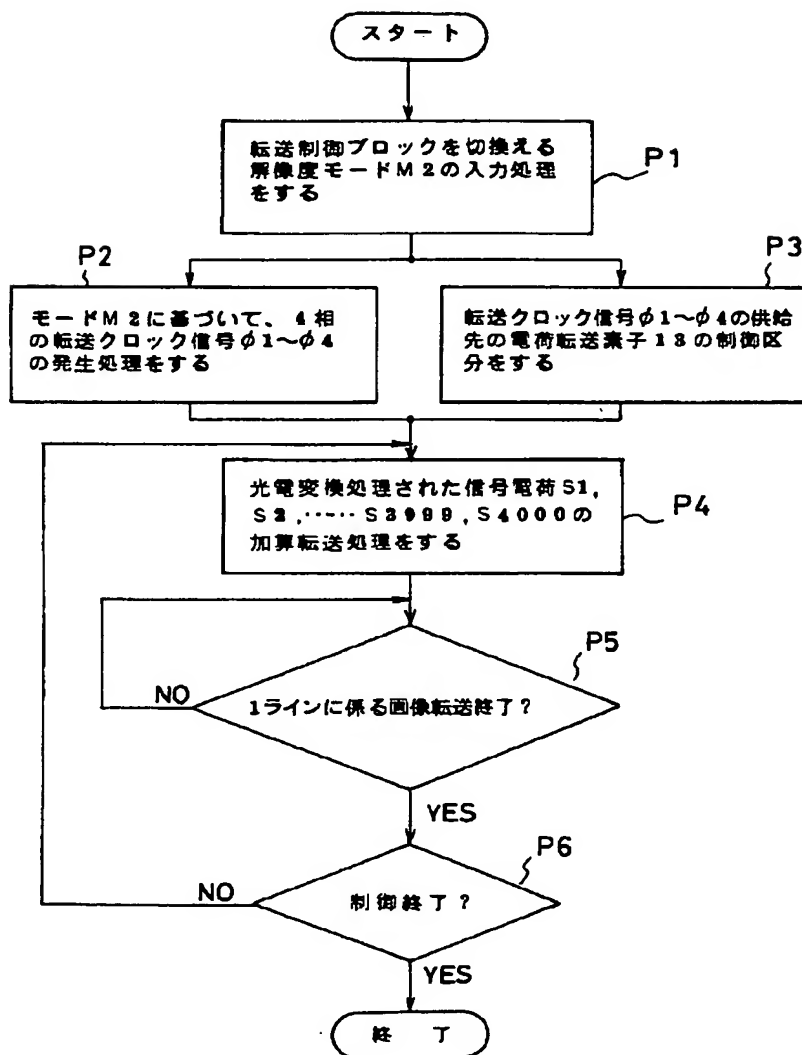 スタート
転送制御ブロックを切換える
解像度モードM2の入力処理
をする
P1
P2
モードM2に基づいて、4相
の転送クロック信号φ1~φ4
の発生処理をする
P3
転送クロック信号φ1~φ4の供給
先の電荷転送素子13の制御区
分をする
光電変換処理された信号電荷S1,
S2,……S3999,S4000の
加算転送処理をする
P4
P5
1ラインに係る画像転送終了?
NO
YES
P6
制御終了?
NO
YES
終了